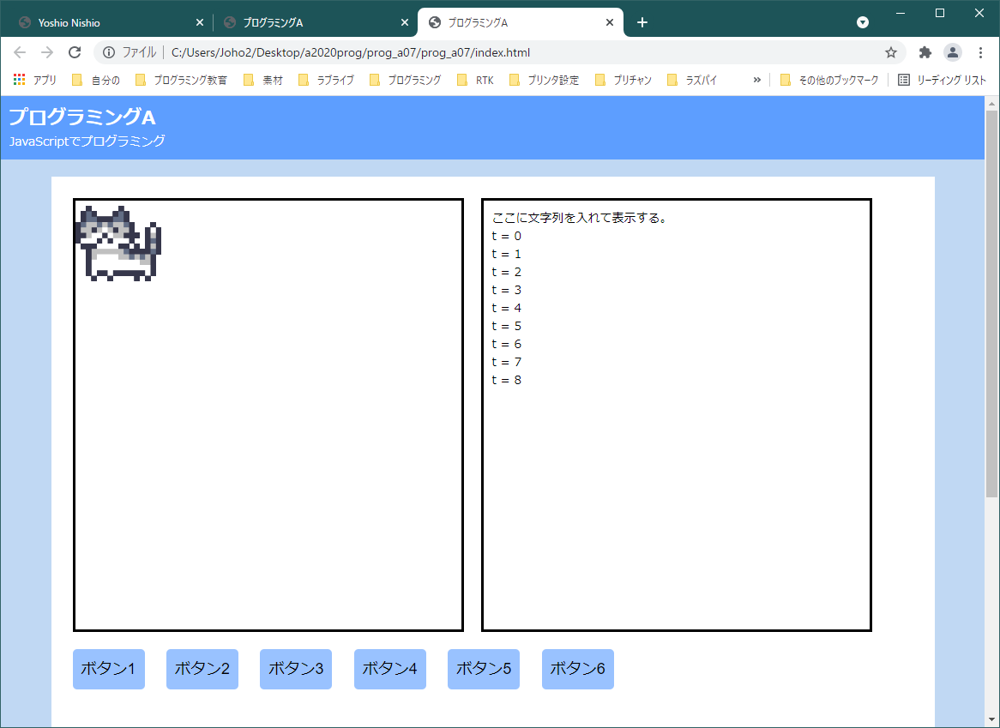 Yoshio Nishio
プログラミングA
プログラミングA
ファイル C:/Users/Joho2/Desktop/a2020prog/prog_a07/prog_a07/index.html
アプリ 自分の プログラミング教育 素材 ラブライブ プログラミング RTK プリンタ設定 プリチャン ラズパイ » その他のブックマーク リーディング リスト
プログラミングA
JavaScriptでプログラミング
ここに文字列を入れて表示する。
t = 0
t = 1
t = 2
t = 3
t = 4
t = 5
t = 6
t = 7
t = 8
ボタン1 ボタン2 ボタン3 ボタン4 ボタン5 ボタン6